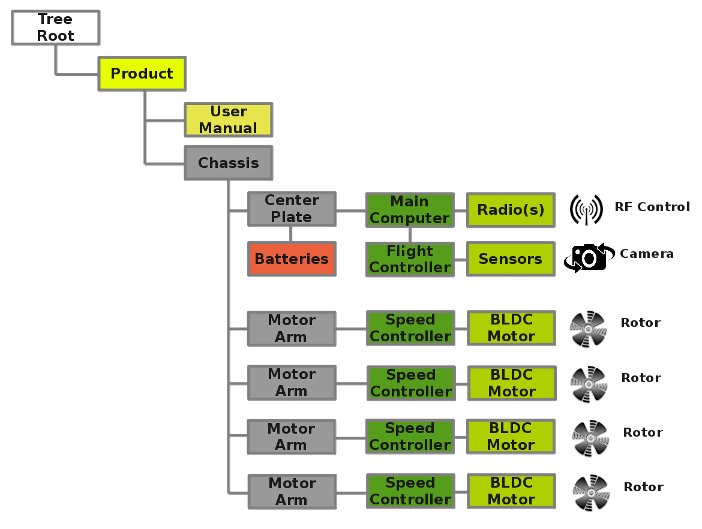 Tree
Root
Product
User
Manual
Chassis
Center
Plate
Main
Computer
Radio(s)
RF Control
Batteries
Flight
Controller
Sensors
Camera
Motor
Arm
Speed
Controller
BLDC
Motor
Rotor
Motor
Arm
Speed
Controller
BLDC
Motor
Rotor
Motor
Arm
Speed
Controller
BLDC
Motor
Rotor
Motor
Arm
Speed
Controller
BLDC
Motor
Rotor